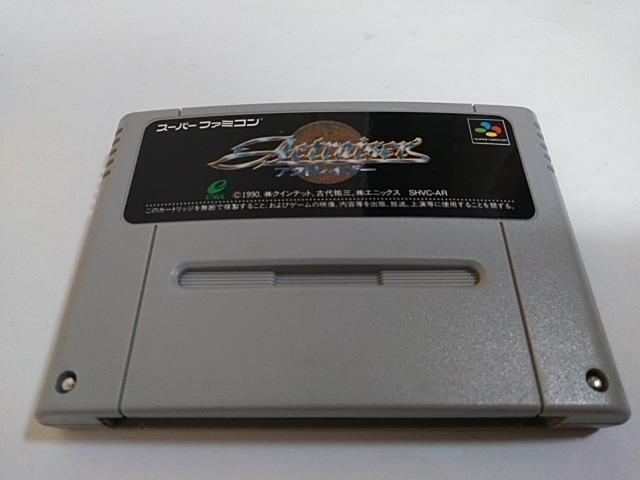 スーパーファミコン
SUPER FAMICOM
Actraiser
アクトレイザー
ENIX
©1990, ㈱クインテット、古代祐三、㈱エニックス SHVC-AR
このカートリッジを無断で複製すること、およびゲームの映像、内容等を出版、放送、上演等に使用することを禁ずる。